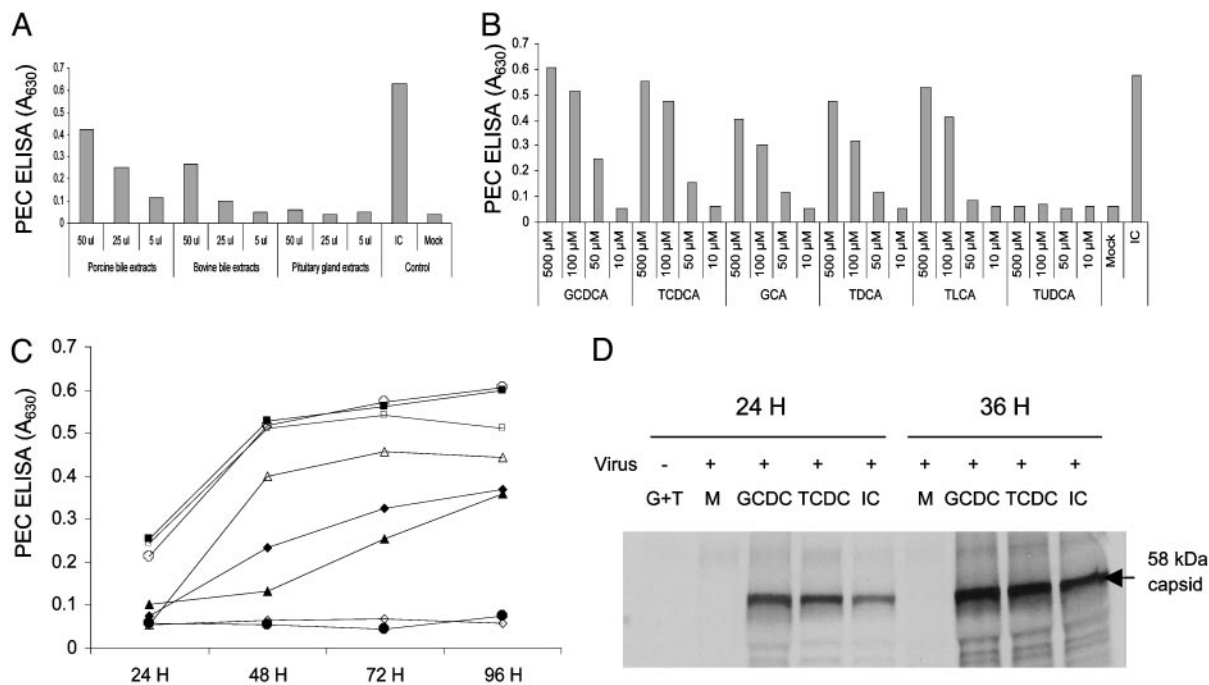 A
PEC ELISA (A630)
0.7
0.6
0.5
0.4
0.3
0.2
0.1
0
50 ul 25 ul 5 ul 50 ul 25 ul 5 ul 50 ul 25 ul 5 ul IC Mock
Porcine bile extracts Bovine bile extracts Pituitary gland extracts Control
B
PEC ELISA (A630)
0.7
0.6
0.5
0.4
0.3
0.2
0.1
0
500 µM 100 µM 50 µM 10 µM 500 µM 100 µM 50 µM 10 µM 500 µM 100 µM 50 µM 10 µM 500 µM 100 µM 50 µM 10 µM 500 µM 100 µM 50 µM 10 µM 500 µM 100 µM 50 µM 10 µM Mock IC
GCDCA TCDCA GCA TDCA TLCA TUDCA
C
PEC ELISA (A630)
0.7
0.6
0.5
0.4
0.3
0.2
0.1
0
24 H 48 H 72 H 96 H
D
24 H 36 H
Virus - + + + + + + + +
G+T M GCDC TCDC IC M GCDC TCDC IC
58 kDa
capsid